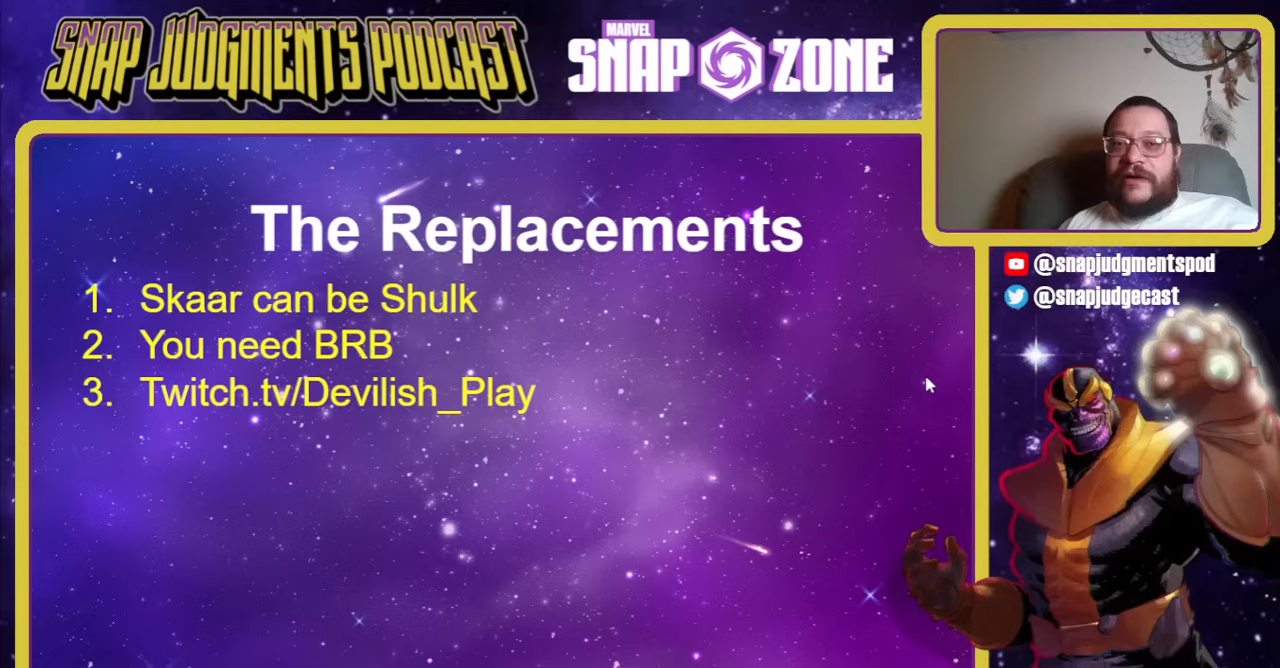 SNAP JUDGMENTS PODCAST
MARVEL
SNAP ZONE
The Replacements
1. Skaar can be Shulk
2. You need BRB
3. Twitch.tv/Devilish_Play
@snapjudgmentspod
@snapjudgecast